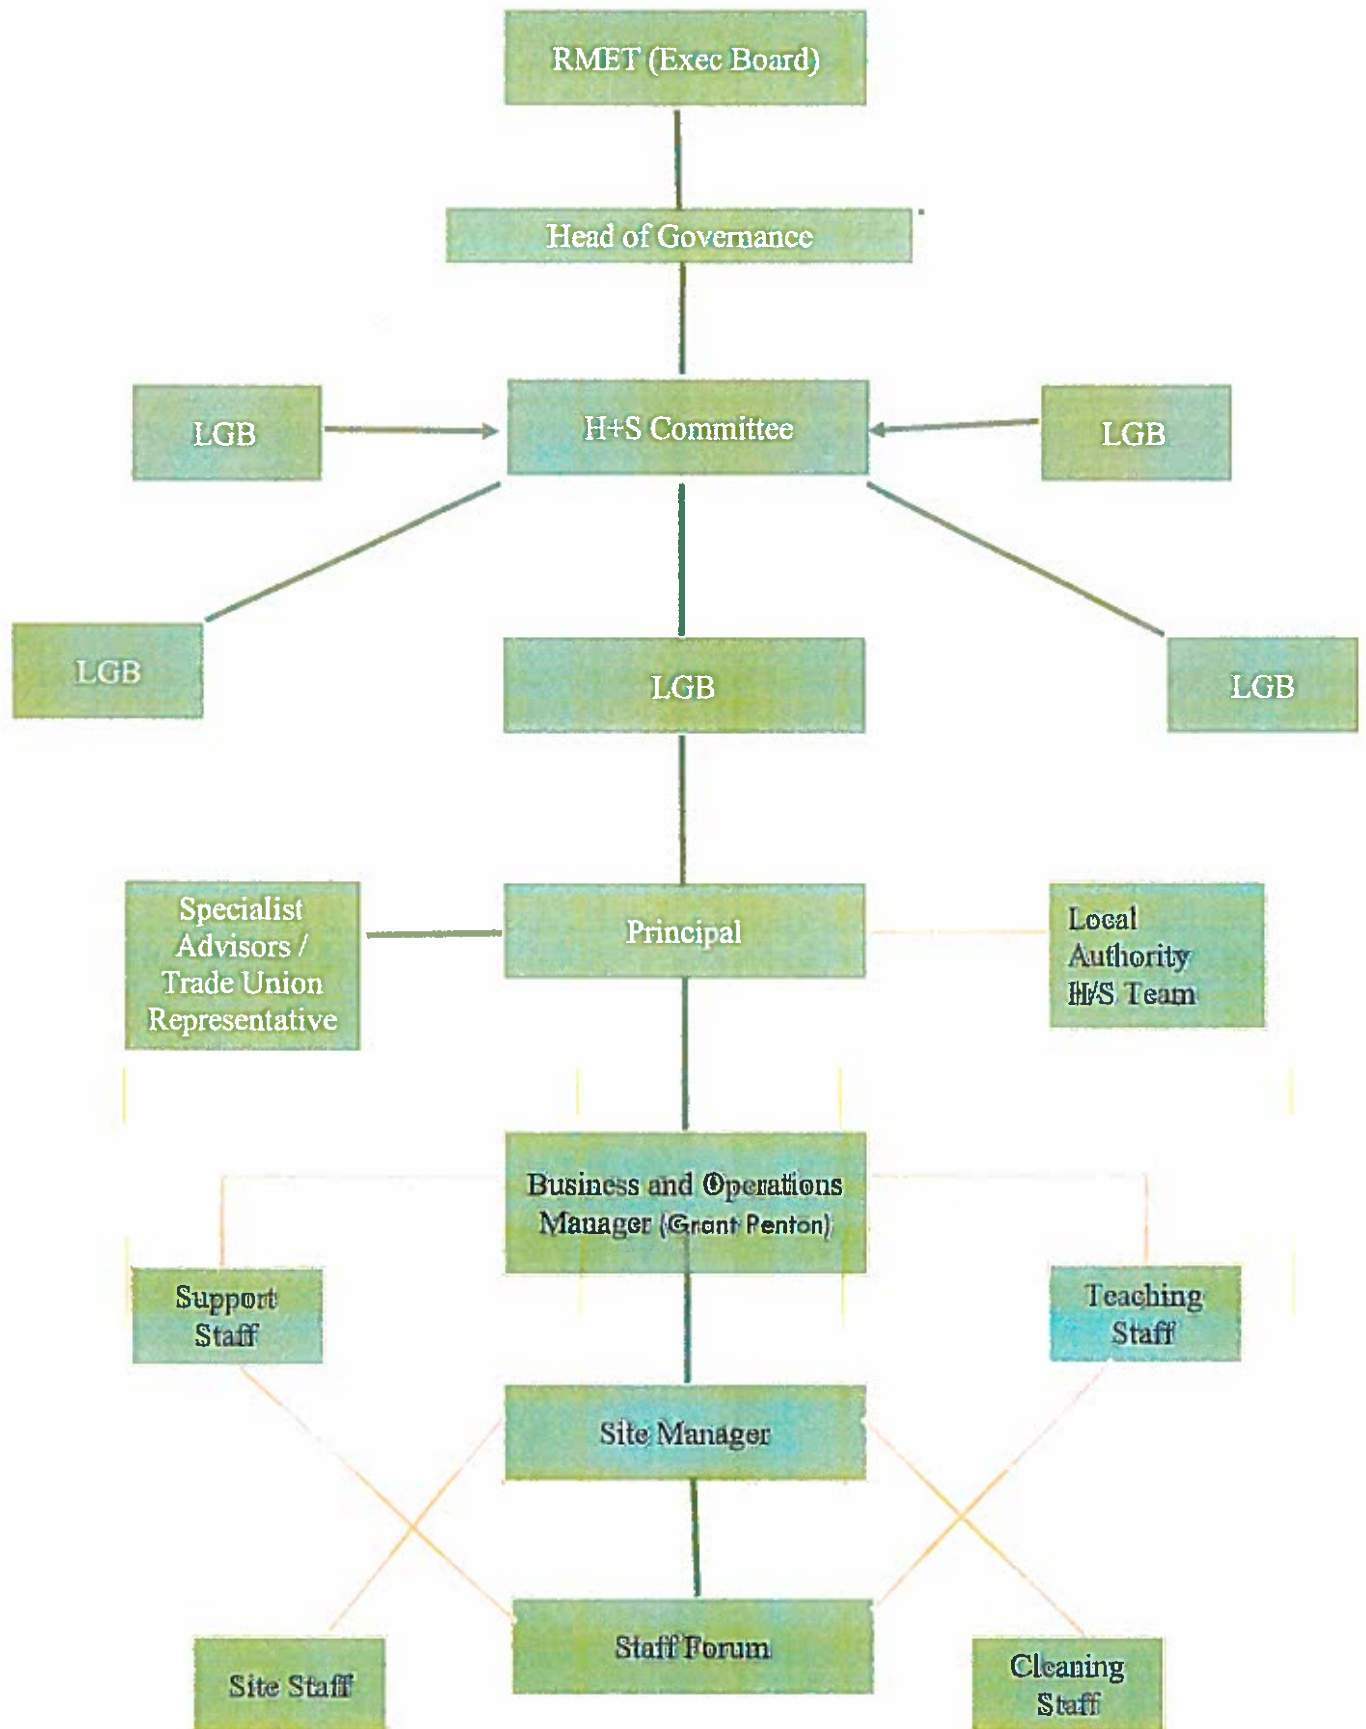 RMET (Exec Board)
Head of Governance
LGB
H+S Committee
LGB
LGB
LGB
LGB
Specialist
Advisors /
Trade Union
Representative
Principal
Local
Authority
H/S Team
Business and Operations
Manager (Grant Penton)
Support
Staff
Teaching
Staff
Site Manager
Site Staff
Staff Forum
Cleaning
Staff